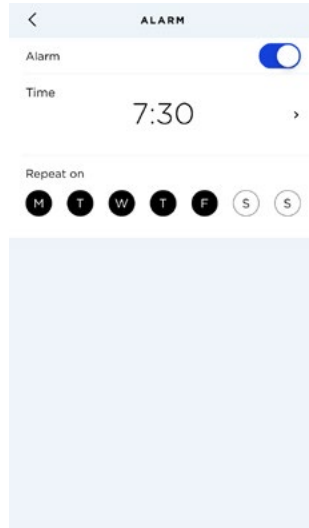 ALARM
Alarm
Time
7:30
Repeat on
M T W T F S S